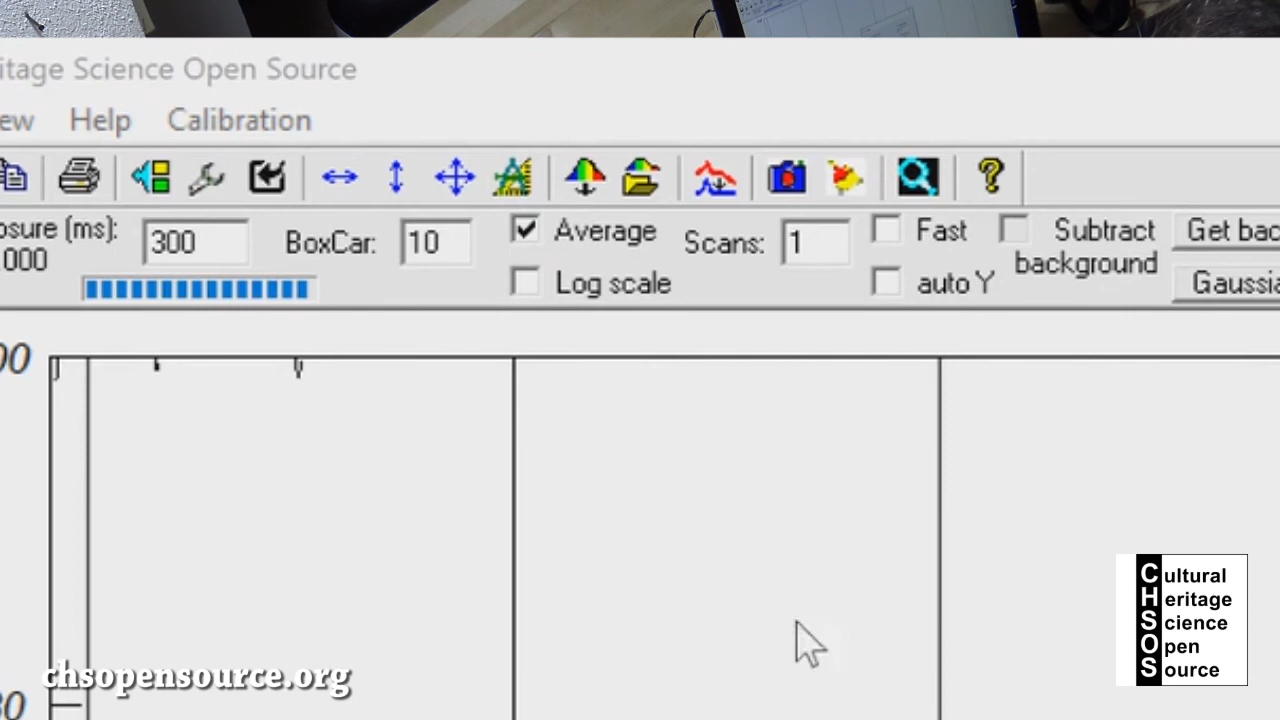 itage Science Open Source
ew Help Calibration
osure (ms): 300 BoxCar: 10 Average Scans: 1 Fast Subtract background Get bac
000 Log scale auto Y Gaussia
00
80
chsopensource.org
Cultural
Heritage
Science
Open
Source